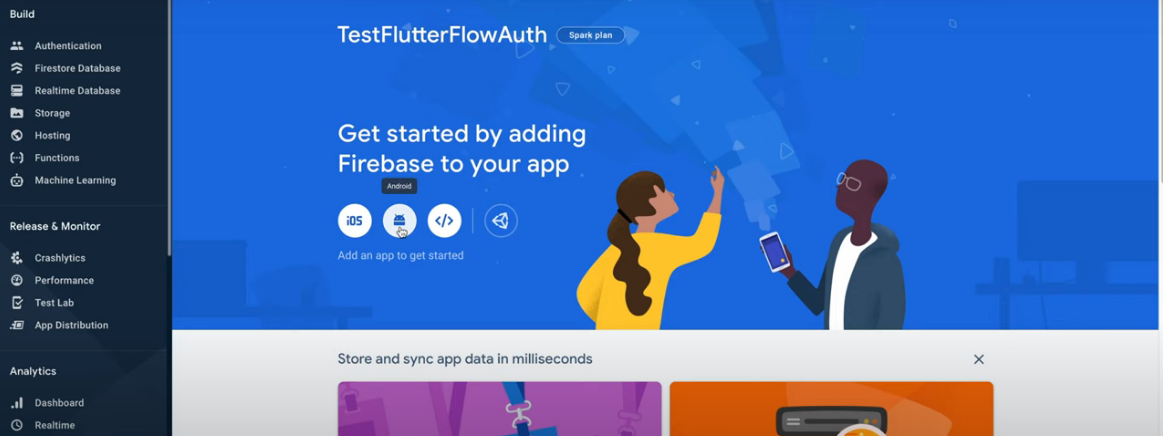 Build
Authentication
Firestore Database
Realtime Database
Storage
Hosting
Functions
Machine Learning
Release & Monitor
Crashlytics
Performance
Test Lab
App Distribution
Analytics
Dashboard
Realtime
TestFlutterFlowAuth Spark plan
Get started by adding
Firebase to your app
Android
iOS
Add an app to get started
Store and sync app data in milliseconds